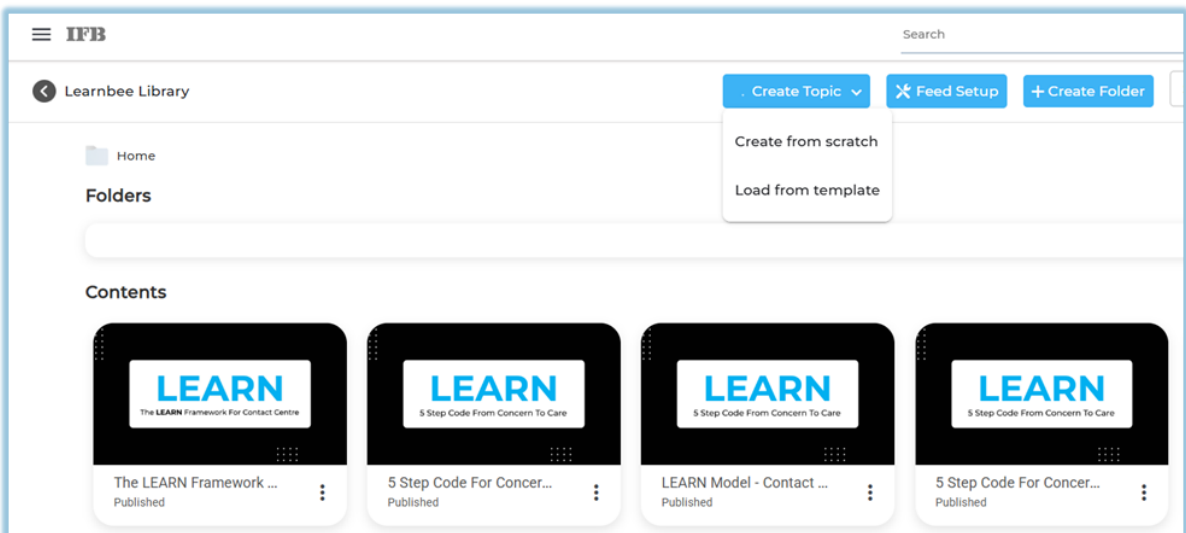 IFB
Search
Learnbee Library
Create Topic
Feed Setup
+ Create Folder
Create from scratch
Load from template
Home
Folders
Contents
LEARN
The LEARN Framework For Contact Centre
The LEARN Framework ...
Published
LEARN
5 Step Code From Concern To Care
5 Step Code For Concer...
Published
LEARN
5 Step Code From Concern To Care
LEARN Model - Contact ...
Published
LEARN
5 Step Code From Concern To Care
5 Step Code For Concer...
Published